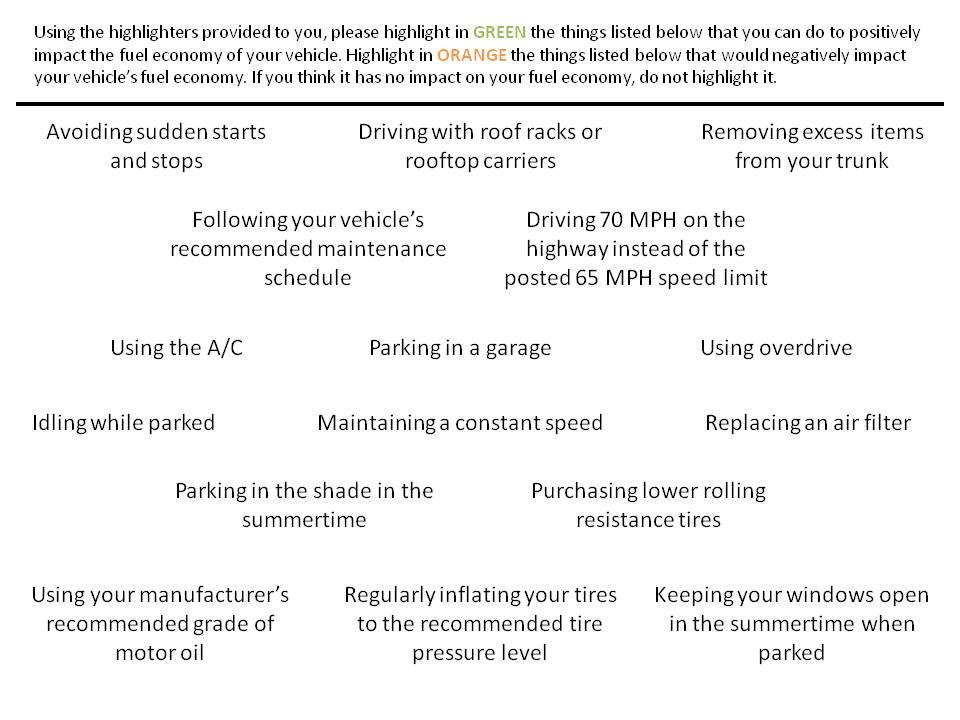 Using the highlighters provided to you, please highlight in GREEN the things listed below that you can do to positively
impact the fuel economy of your vehicle. Highlight in ORANGE the things listed below that would negatively impact
your vehicle’s fuel economy. If you think it has no impact on your fuel economy, do not highlight it.
Avoiding sudden starts
and stops
Driving with roof racks or
rooftop carriers
Removing excess items
from your trunk
Following your vehicle’s
recommended maintenance
schedule
Driving 70 MPH on the
highway instead of the
posted 65 MPH speed limit
Using the A/C
Parking in a garage
Using overdrive
Idling while parked
Maintaining a constant speed
Replacing an air filter
Parking in the shade in the
summertime
Purchasing lower rolling
resistance tires
Using your manufacturer’s
recommended grade of
motor oil
Regularly inflating your tires
to the recommended tire
pressure level
Keeping your windows open
in the summertime when
parked